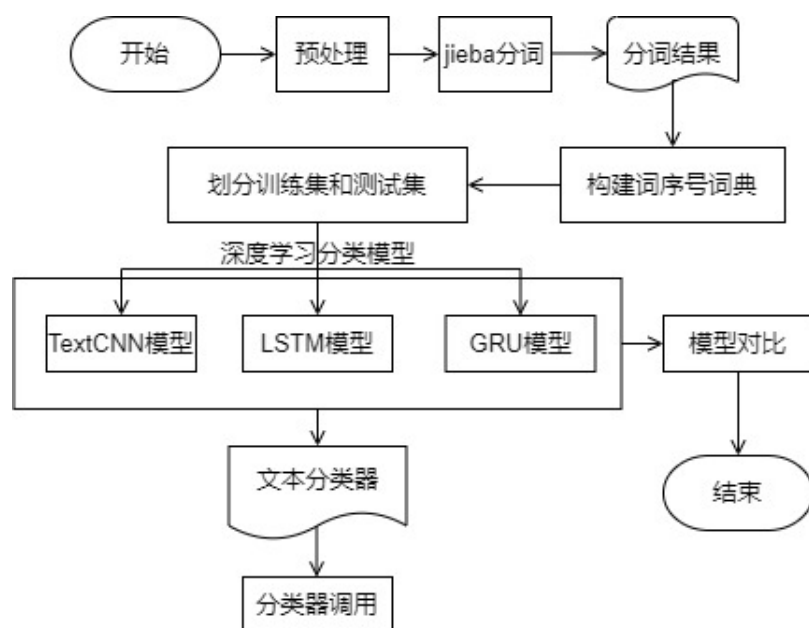 开始
预处理
jieba分词
分词结果
划分训练集和测试集
构建词序号词典
深度学习分类模型
TextCNN模型
LSTM模型
GRU模型
模型对比
文本分类器
结束
分类器调用